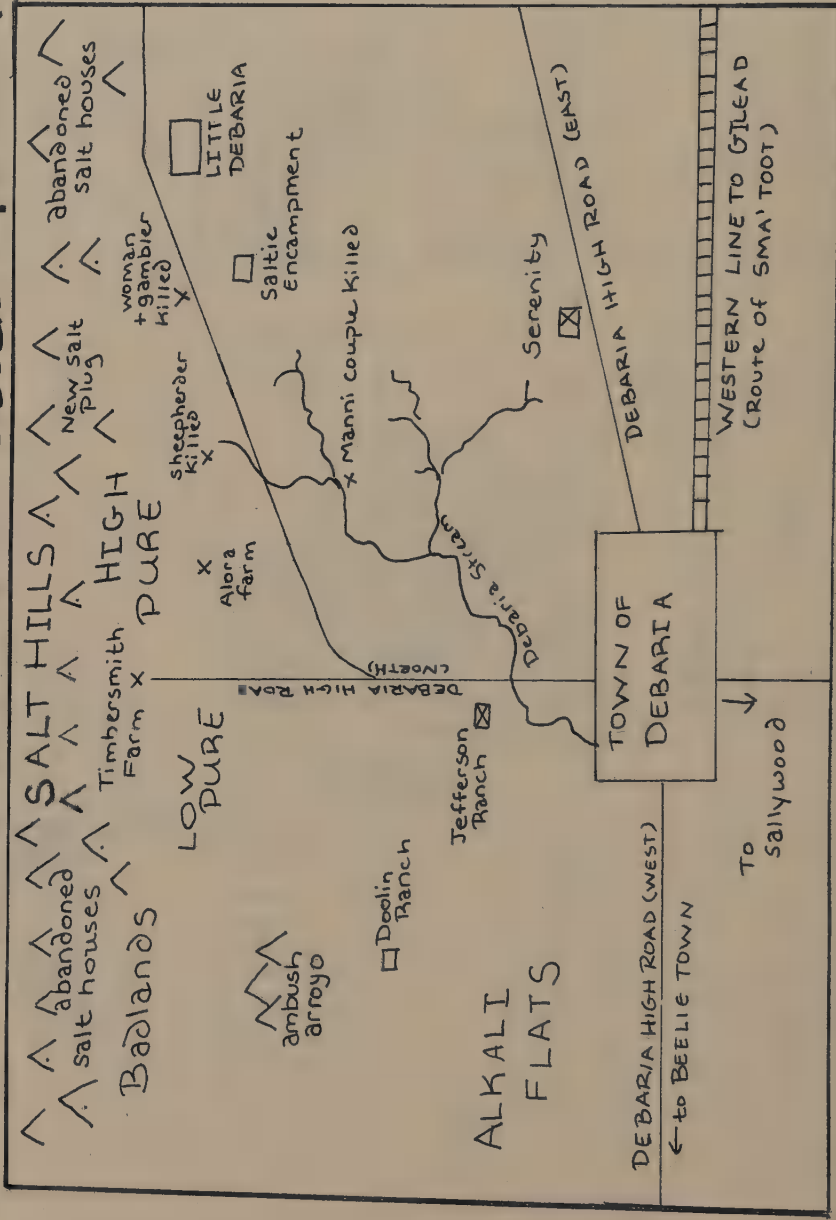 SALT HILLS
abandoned
salt houses
abandoned
salt houses
Badlands
Timbersmith
Farm
HIGH
PURE
New salt
plug
woman
+ gambler
killed
sheepherder
killed
LITTLE
DEBARIA
Saltie
encampment
LOW
PURE
Alora
farm
Manni couple killed
ambush
arroyo
DEBARIA HIGH
(NORTH)
Doolin
Ranch
Jefferson
Ranch
Debaria Stream
Serenity
ALKALI
FLATS
DEBARIA HIGH ROAD (EAST)
TOWN OF
DEBARIA
DEBARIA HIGH ROAD (WEST)
← to BEELIE TOWN
WESTERN LINE TO GILEAD
(Route of SMA' TOOT)
To
sallywood